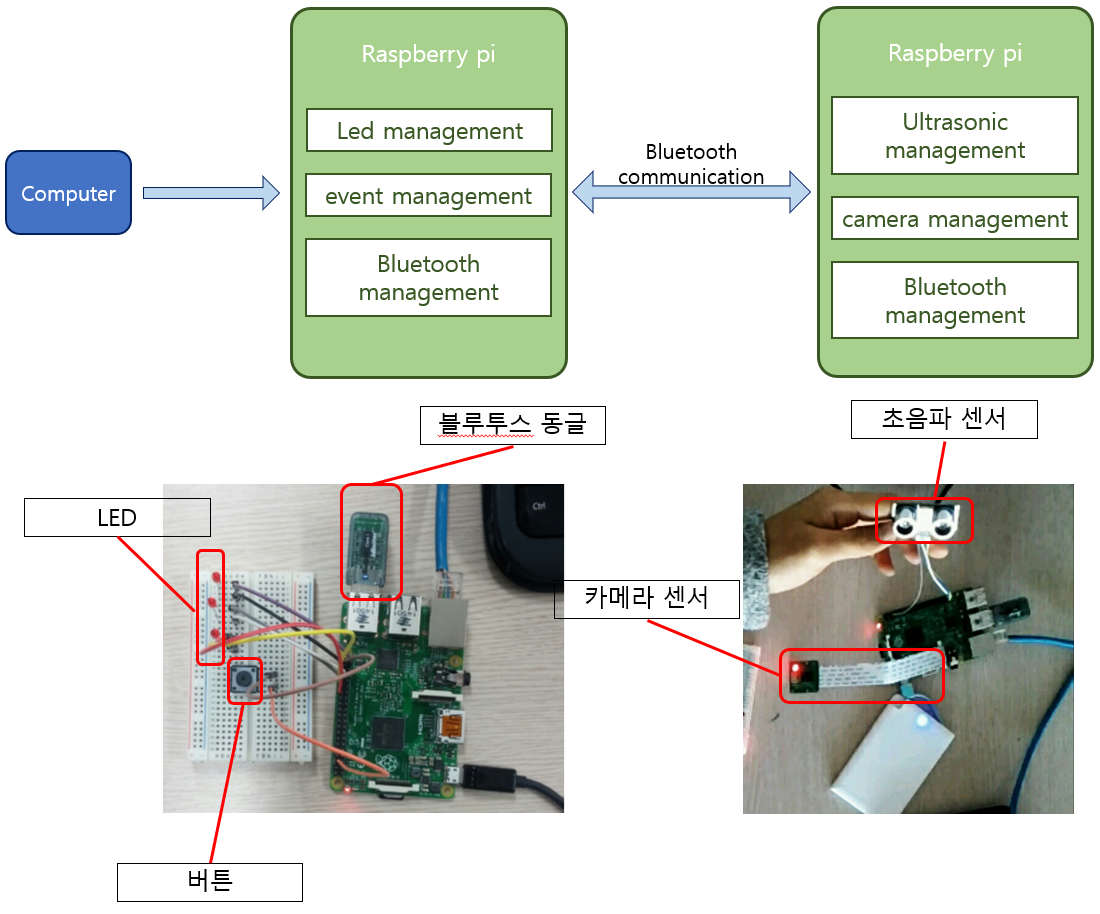 Raspberry pi
Led management
event management
Bluetooth
management
Computer
Bluetooth
communication
Raspberry pi
Ultrasonic
management
camera management
Bluetooth
management
블루투스 동글
초음파 센서
LED
Ctrl
카메라 센서
버튼